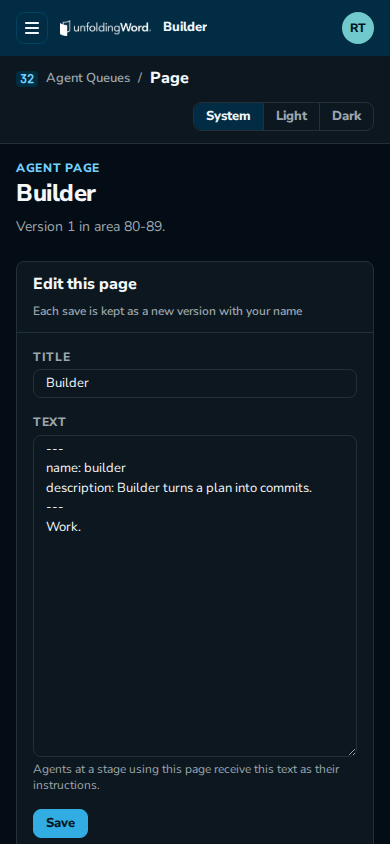 unfoldingWord. Builder RT
32 Agent Queues / Page
System Light Dark
AGENT PAGE
Builder
Version 1 in area 80-89.
Edit this page
Each save is kept as a new version with your name
TITLE
Builder
TEXT
---
name: builder
description: Builder turns a plan into commits.
---
Work.
Agents at a stage using this page receive this text as their
instructions.
Save